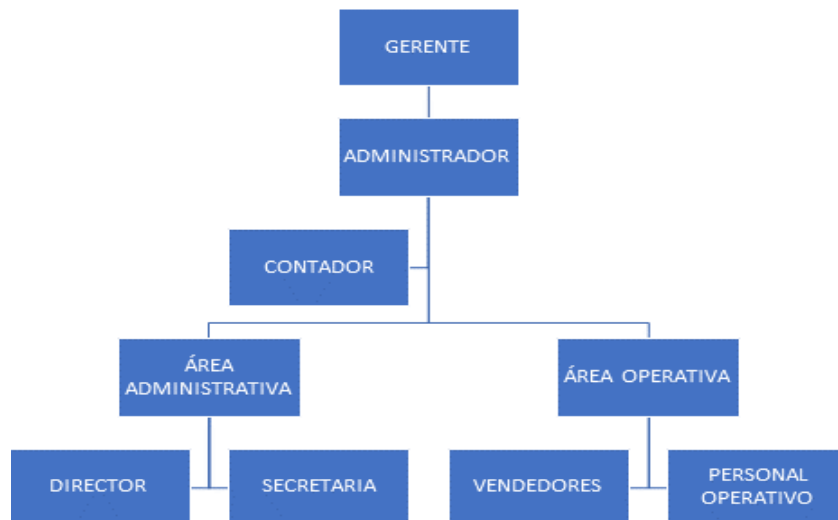 GERENTE
ADMINISTRADOR
CONTADOR
ÁREA
ADMINISTRATIVA
ÁREA OPERATIVA
DIRECTOR
SECRETARIA
VENDEDORES
PERSONAL
OPERATIVO